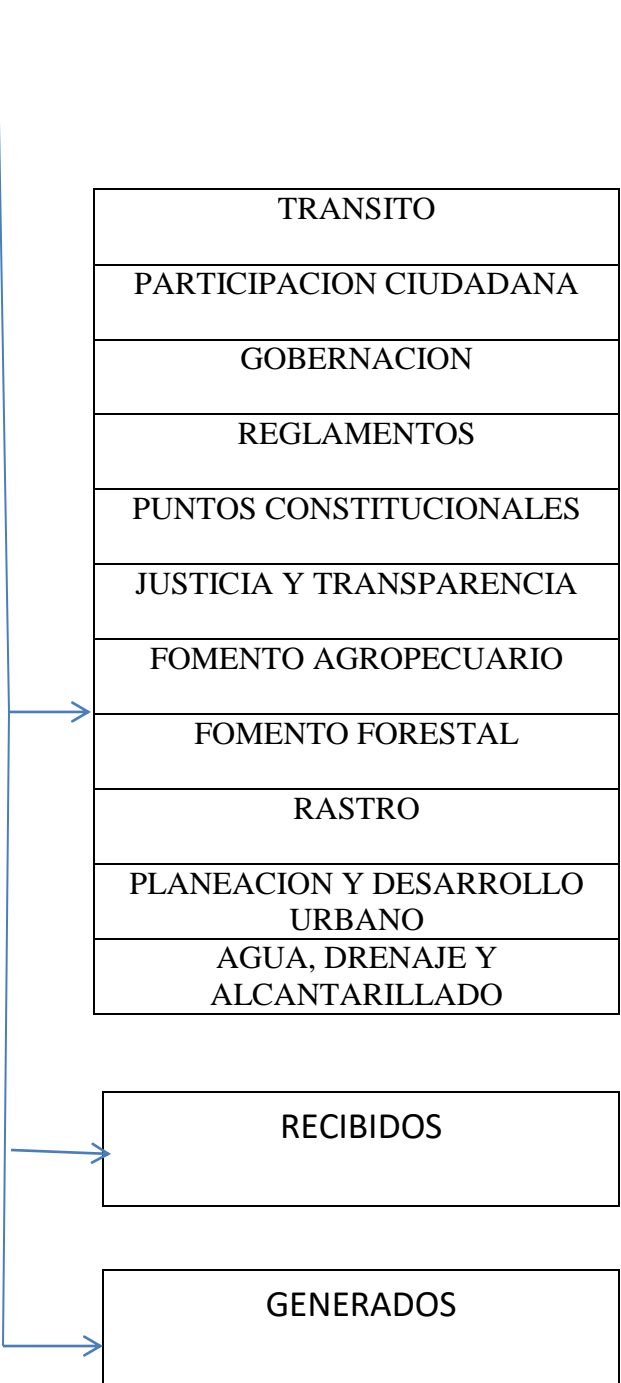 TRANSITO
PARTICIPACION CIUDADANA
GOBERNACION
REGLAMENTOS
PUNTOS CONSTITUCIONALES
JUSTICIA Y TRANSPARENCIA
FOMENTO AGROPECUARIO
FOMENTO FORESTAL
RASTRO
PLANEACION Y DESARROLLO
URBANO
AGUA, DRENAJE Y
ALCANTARILLADO
RECIBIDOS
GENERADOS